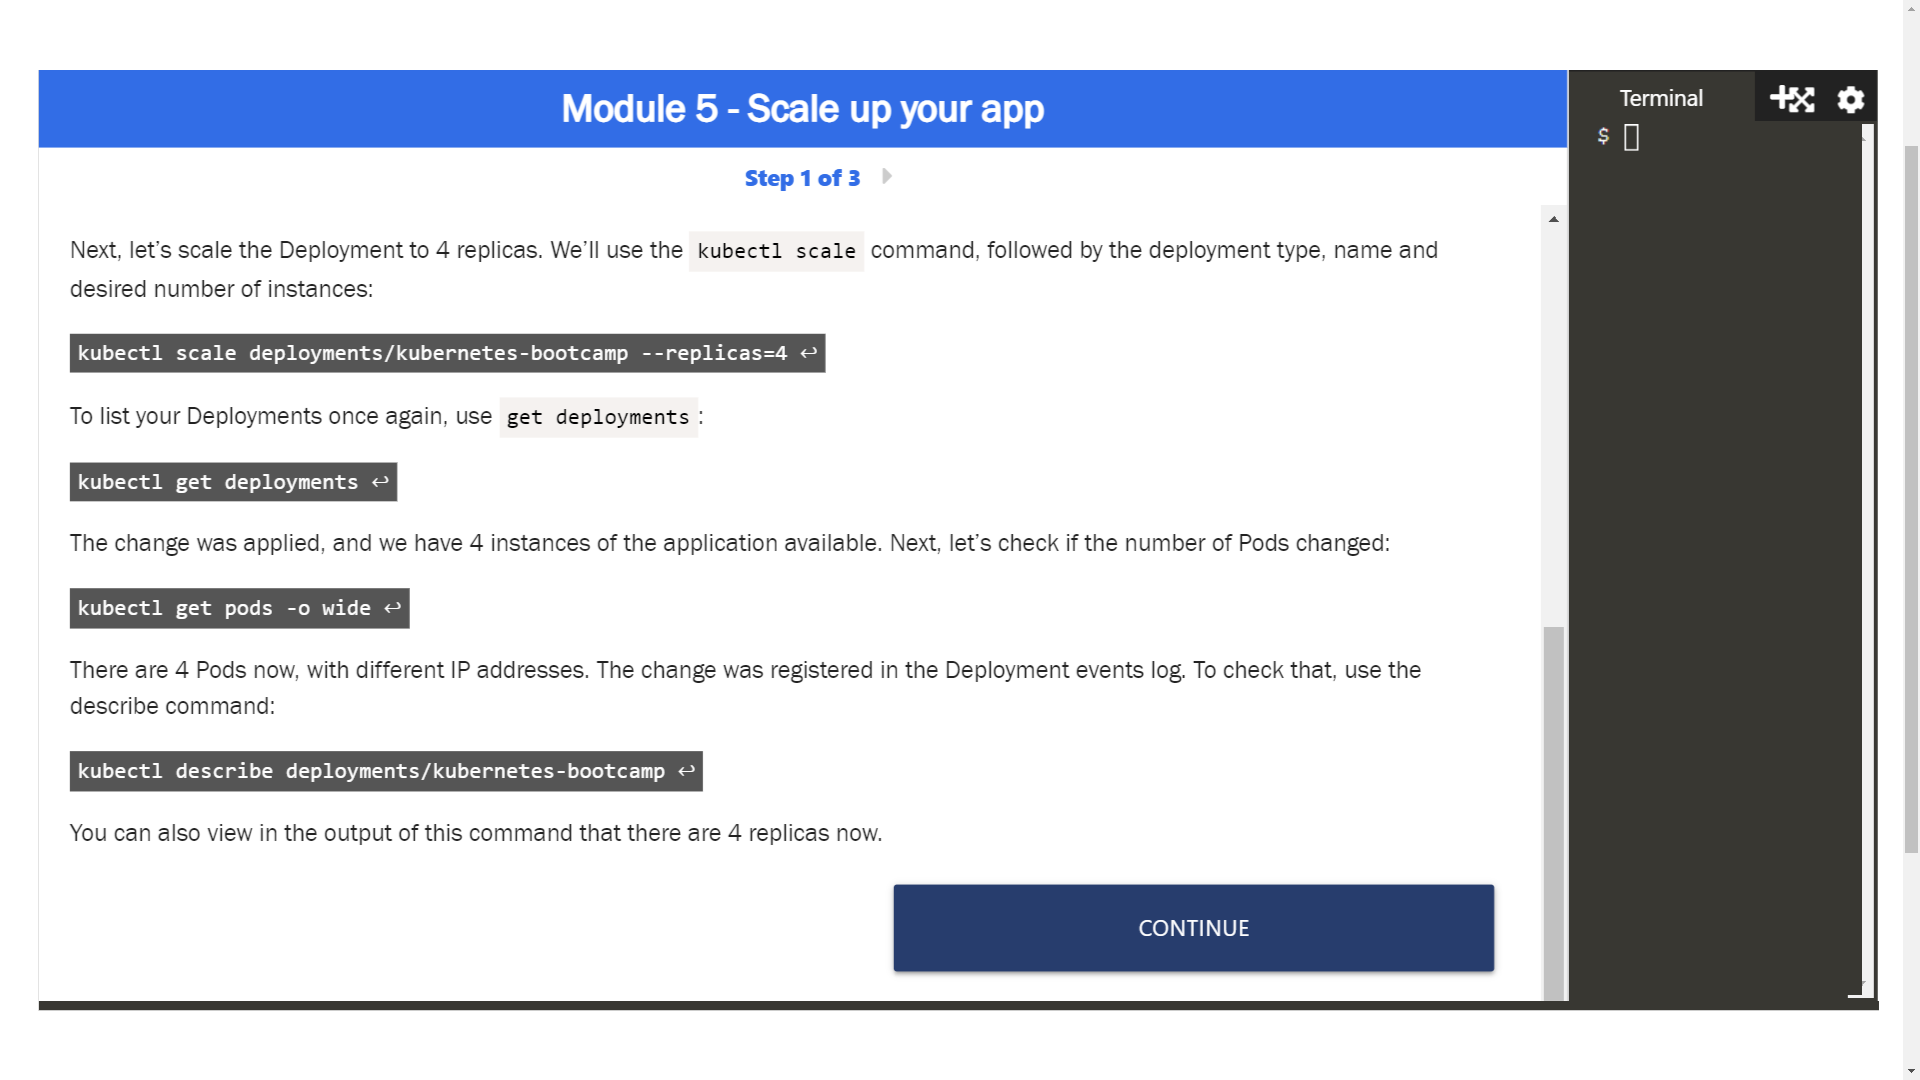 Module 5 - Scale up your app
Step 1 of 3
Next, let’s scale the Deployment to 4 replicas. We’ll use the kubectl scale command, followed by the deployment type, name and
desired number of instances:
kubectl scale deployments/kubernetes-bootcamp --replicas=4 ↩
To list your Deployments once again, use get deployments :
kubectl get deployments ↩
The change was applied, and we have 4 instances of the application available. Next, let’s check if the number of Pods changed:
kubectl get pods -o wide ↩
There are 4 Pods now, with different IP addresses. The change was registered in the Deployment events log. To check that, use the
describe command:
kubectl describe deployments/kubernetes-bootcamp ↩
You can also view in the output of this command that there are 4 replicas now.
CONTINUE
Terminal
$